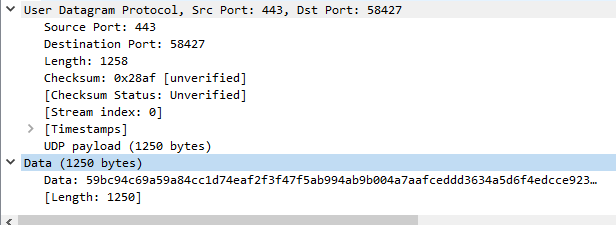 User Datagram Protocol, Src Port: 443, Dst Port: 58427
Source Port: 443
Destination Port: 58427
Length: 1258
Checksum: 0x28af [unverified]
[Checksum Status: Unverified]
[Stream index: 0]
[Timestamps]
UDP payload (1250 bytes)
Data (1250 bytes)
Data: 59bc94c69a59a84cc1d74eaf2f3f47f5ab994ab9b004a7aafceddd3634a5d6f4edcce923…
[Length: 1250]